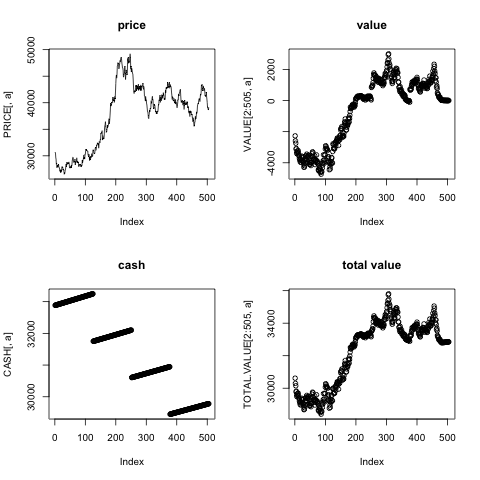 price
PRICE[, a]
30000 40000 50000
0 100 200 300 400 500
Index
value
VALUE[2:505, a]
-4000 0 2000
0 100 200 300 400 500
Index
cash
CASH[, a]
30000 32000
0 100 200 300 400 500
Index
total value
TOTAL.VALUE[2:505, a]
30000 34000
0 100 200 300 400 500
Index